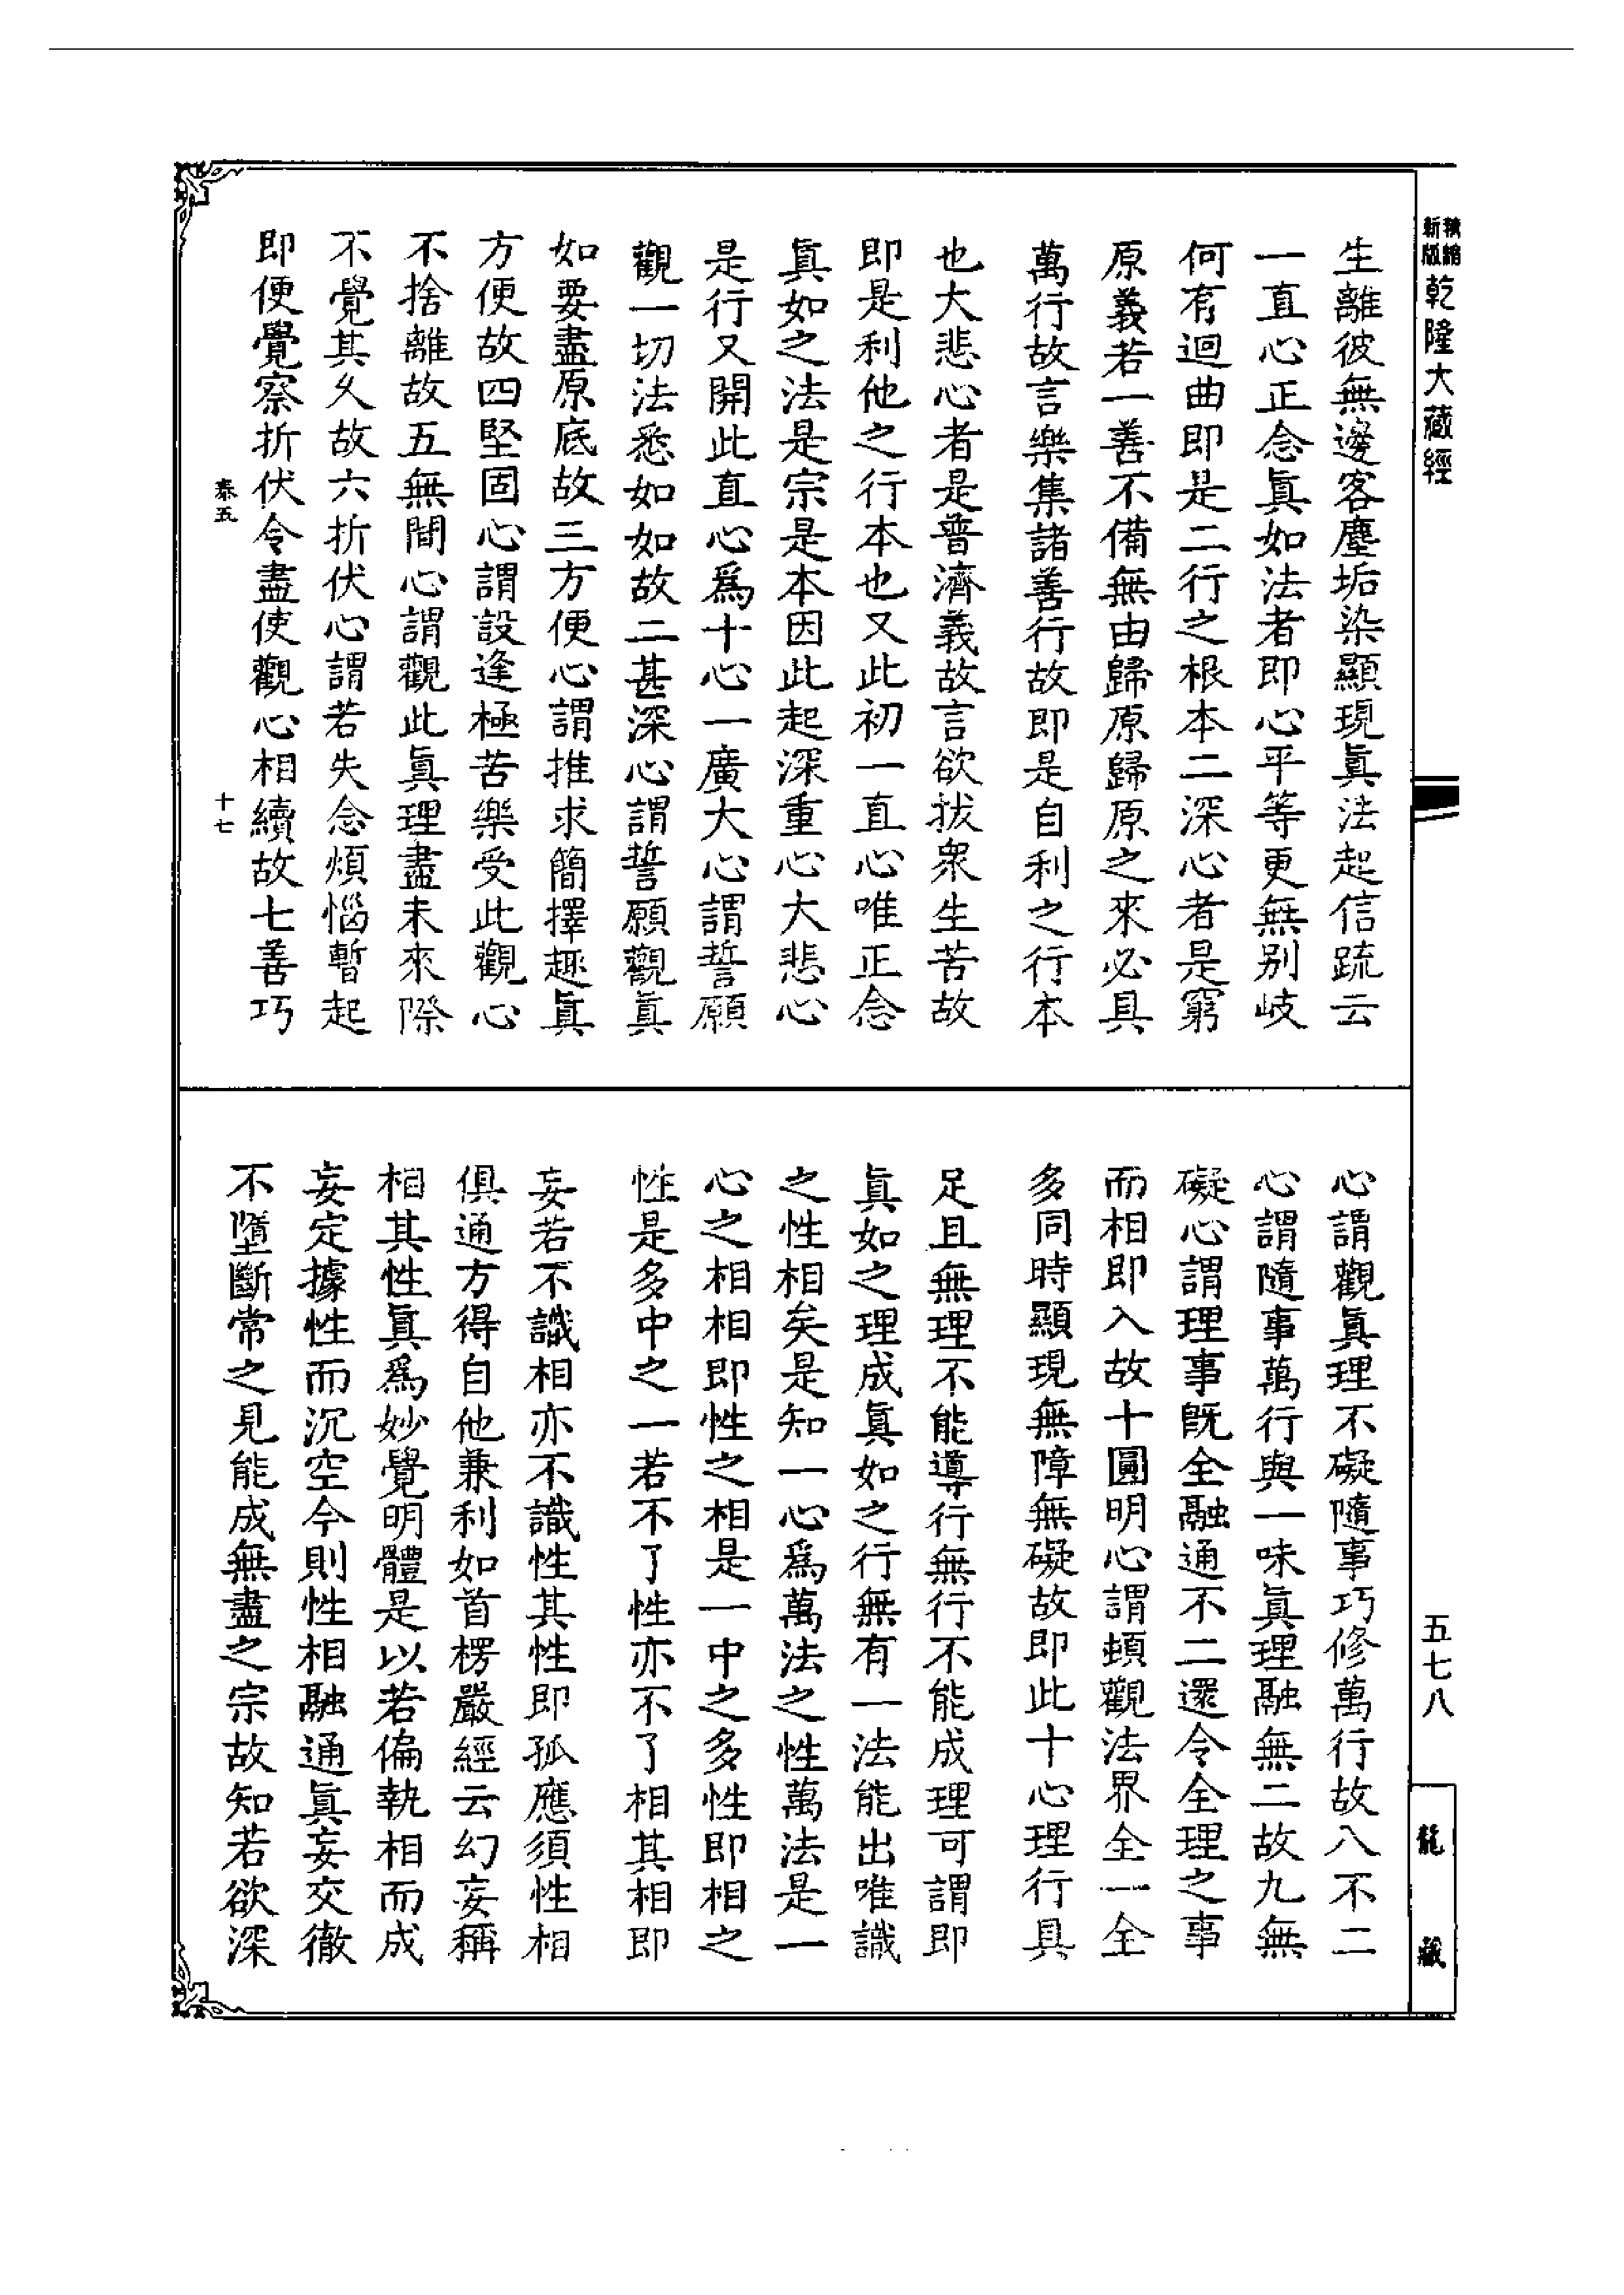 新編
新版
乾隆大藏經
生離彼無邊客塵垢染顯現眞法起信䟽云
一直心正念眞如法者即心平等更無别岐
何有迴曲即是二行之根本二深心者是窮
原義若一善不備無由歸原歸原之來必具
萬行故言樂集諸善行故即是自利之行本
也大悲心者是普濟義故言欲拔衆生苦故
即是利他之行本也又此初一直心唯正念
眞如之法是宗是本因此起深重心大悲心
是行又開此直心爲十心一廣大心謂誓願
觀一切法悉如如故二甚深心謂誓願觀眞
如要盡原底故三方便心謂推求簡擇趣眞
方便故四堅固心謂設逢極苦樂受此觀心
不捨離故五無間心謂觀此眞理盡未來際
不覺其久故六折伏心謂若失念煩惱暫起
即便覺察折伏令盡使觀心相續故七善巧
泰五
十七
心謂觀眞理不礙隨事巧修萬行故八不二
心謂隨事萬行與一味眞理融無二故九無
礙心謂理事旣全融通不二還令全理之事
而相即入故十圓明心謂頓觀法界全一全
多同時顯現無障無礙故即此十心理行具
足且無理不能導行無行不能成理可謂即
眞如之理成眞如之行無有一法能出唯識
之性相矣是知一心爲萬法之性萬法是一
心之相相即性之相是一中之多性即相之
性是多中之一若不了性亦不了相其相即
妄若不識相亦不識性其性即孤應須性相
俱通方得自他兼利如首楞嚴經云幻妄稱
相其性眞爲妙覺明體是以若偏執相而成
妄定據性而沉空今則性相融通眞妄交徹
不墮斷常之見能成無盡之宗故知若欲深
五七八
龍藏